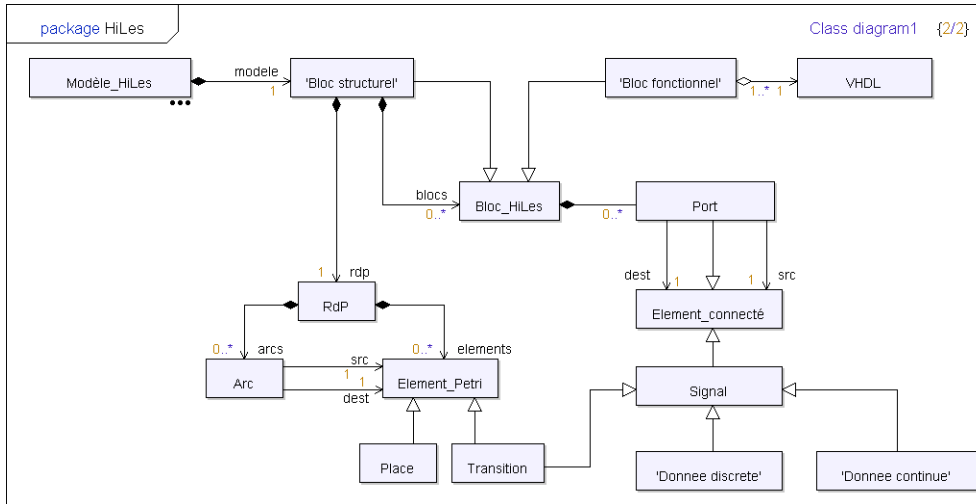 package HiLes
Class diagram1 {2/2}
Modèle_HiLes
modele
1
'Bloc structurel'
'Bloc fonctionnel'
1..* 1
VHDL
blocs
0..*
Bloc_HiLes
0..*
Port
dest
1
1
src
1
rdp
RdP
Element_connecté
0..*
arcs
0..*
elements
Arc
src
1
1
dest
Element_Petri
Signal
Place
Transition
'Donnee discrete'
'Donnee continue'